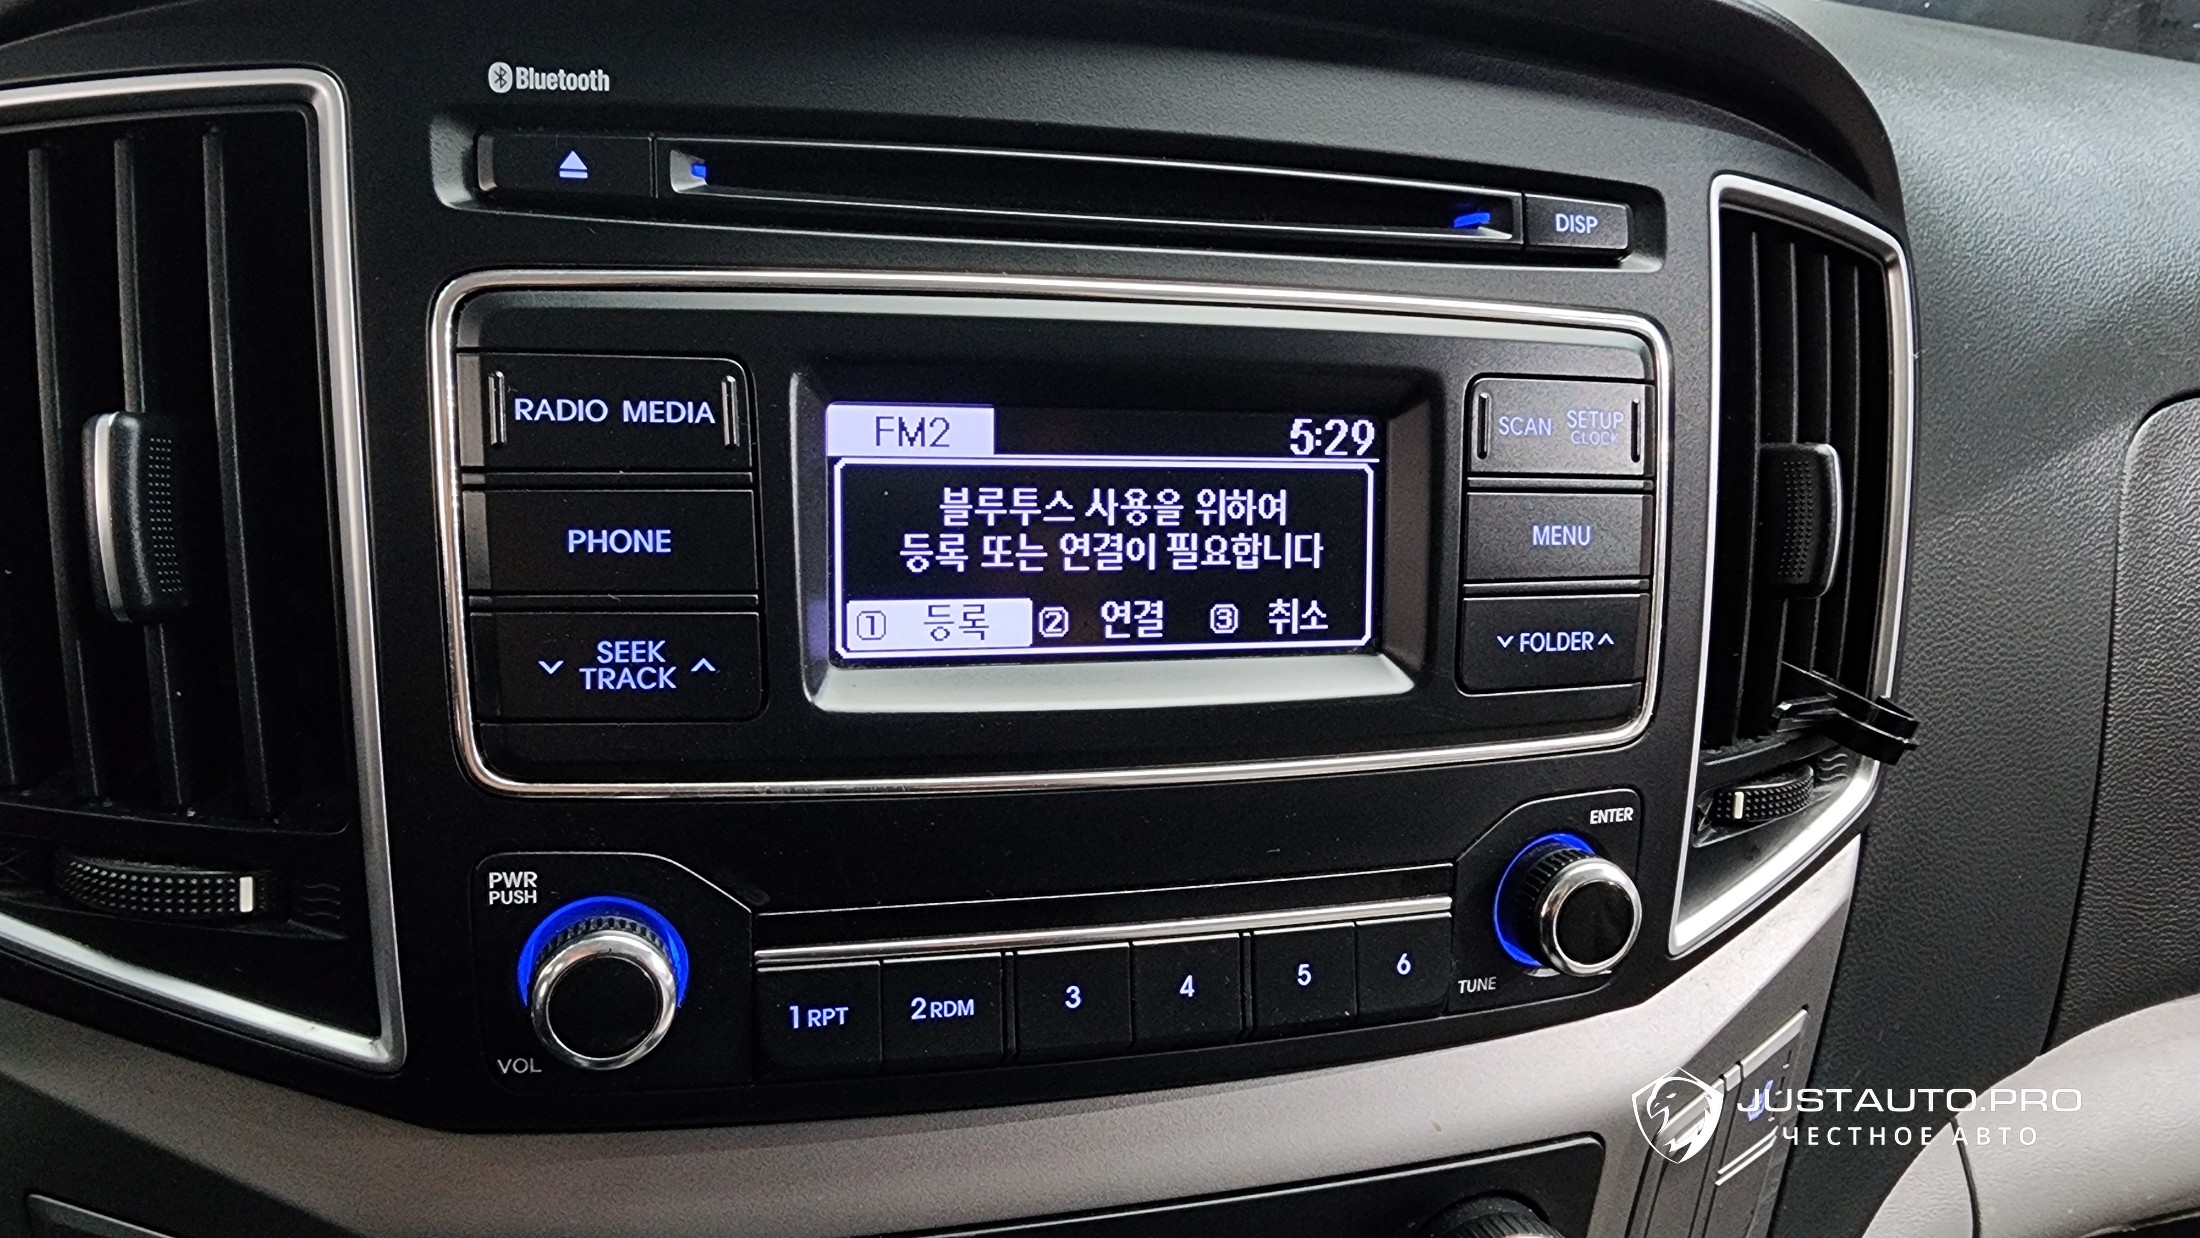 Bluetooth
DISP
RADIO MEDIA
PHONE
SEEK
TRACK
FM2 5:29
블루투스 사용을 위하여
등록 또는 연결이 필요합니다
① 등록 ② 연결 ③ 취소
SCAN SETUP
CLOCK
MENU
FOLDER
PWR
PUSH
VOL
1 RPT 2 RDM 3 4 5 6
ENTER
TUNE
JUSTAUTO.PRO
ЧЕСТНОЕ АВТО